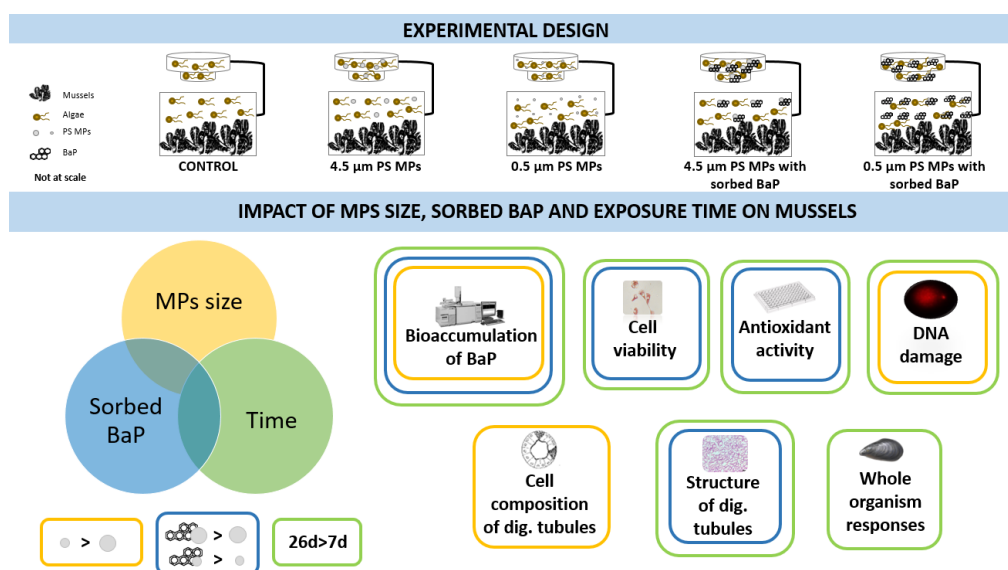 EXPERIMENTAL DESIGN
Mussels
Algae
PS MPs
BaP
Not at scale
CONTROL
4.5 µm PS MPs
0.5 µm PS MPs
4.5 µm PS MPs with
sorbed BaP
0.5 µm PS MPs with
sorbed BaP
IMPACT OF MPS SIZE, SORBED BAP AND EXPOSURE TIME ON MUSSELS
MPs size
Sorbed
BaP
Time
>
>
>
26d>7d
Bioaccumulation
of BaP
Cell
viability
Antioxidant
activity
DNA
damage
Cell
composition
of dig. tubules
Structure
of dig.
tubules
Whole
organism
responses